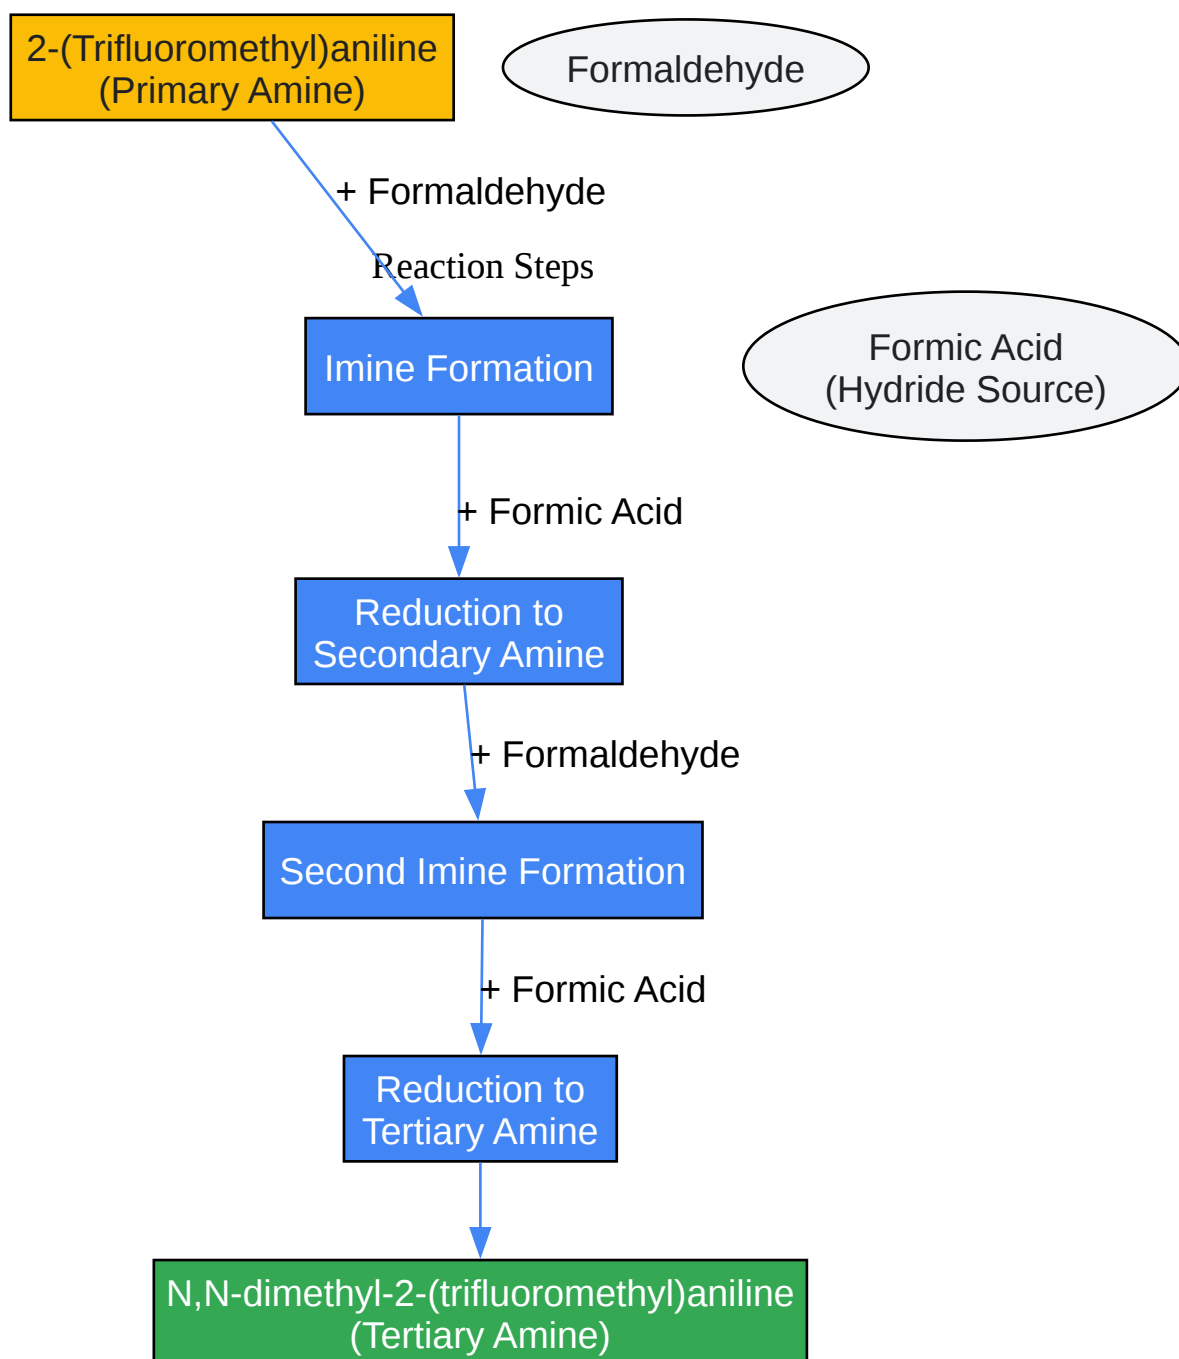 2-(Trifluoromethyl)aniline
(Primary Amine)
Formaldehyde
+ Formaldehyde
Reaction Steps
Imine Formation
Formic Acid
(Hydride Source)
+ Formic Acid
Reduction to
Secondary Amine
+ Formaldehyde
Second Imine Formation
+ Formic Acid
Reduction to
Tertiary Amine
N,N-dimethyl-2-(trifluoromethyl)aniline
(Tertiary Amine)